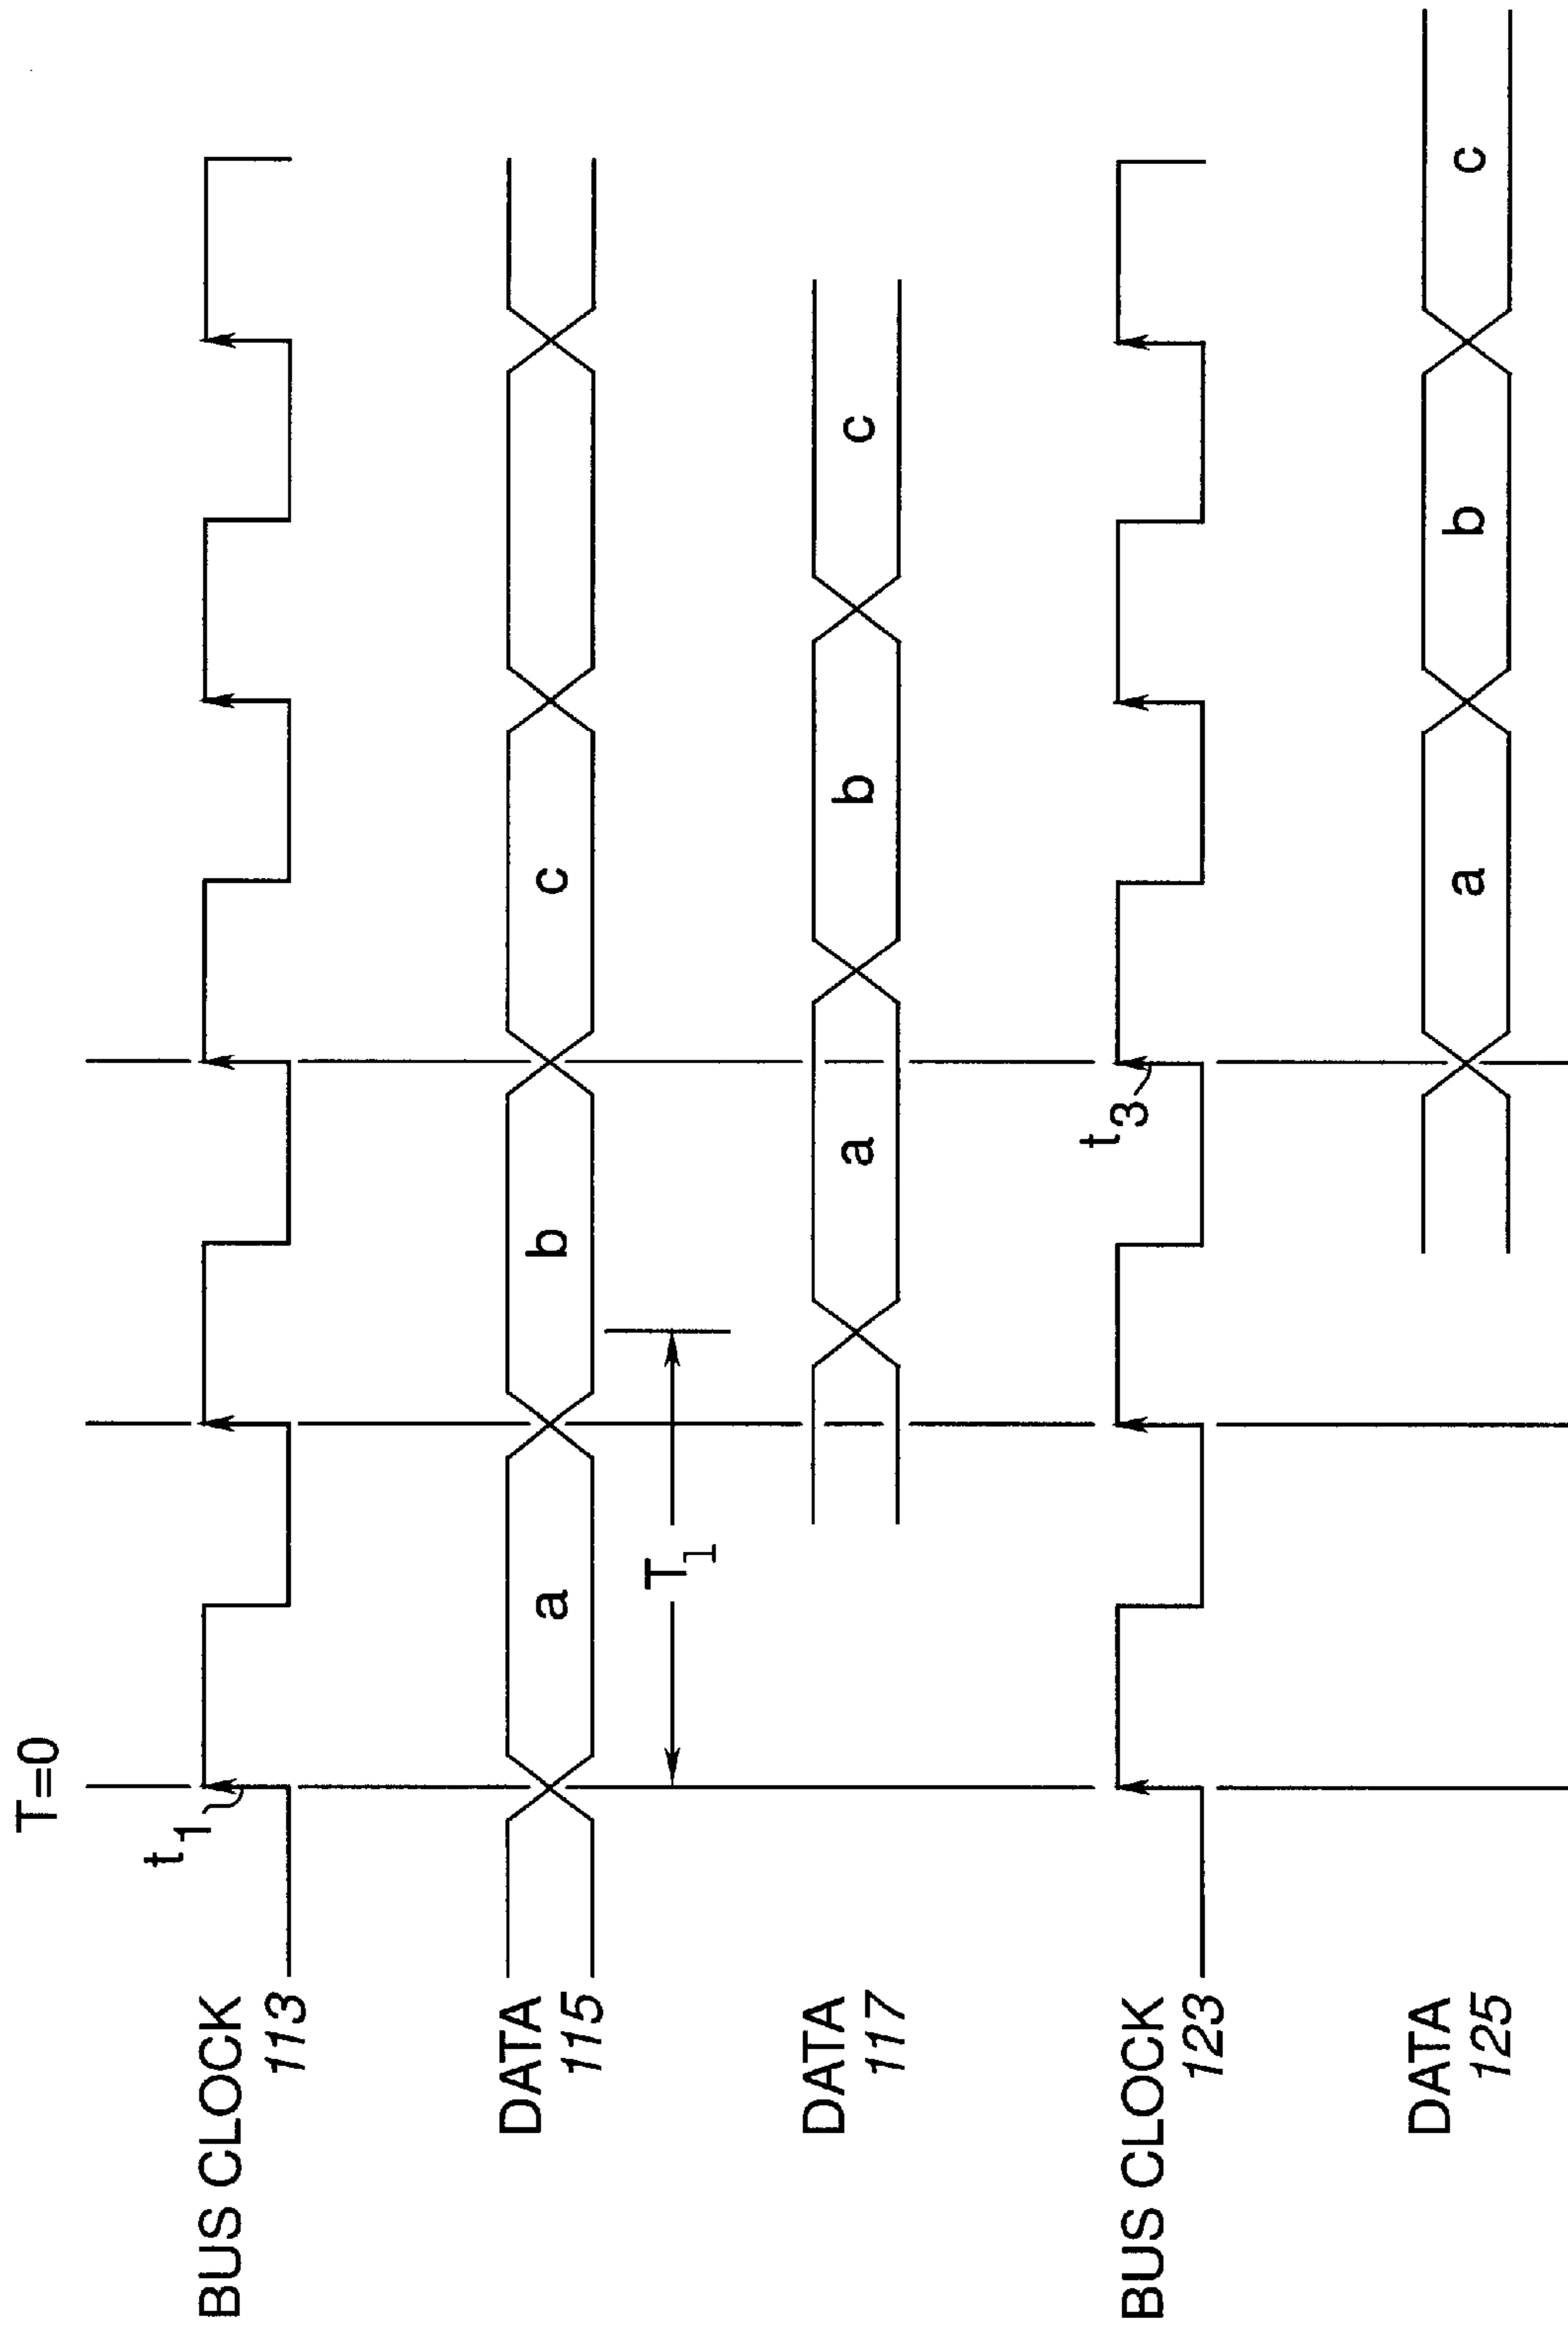 T=0
t1
BUS CLOCK
113
DATA
115
a
b
c
T1
DATA
117
a
b
c
BUS CLOCK
123
t3
DATA
125
a
b
c